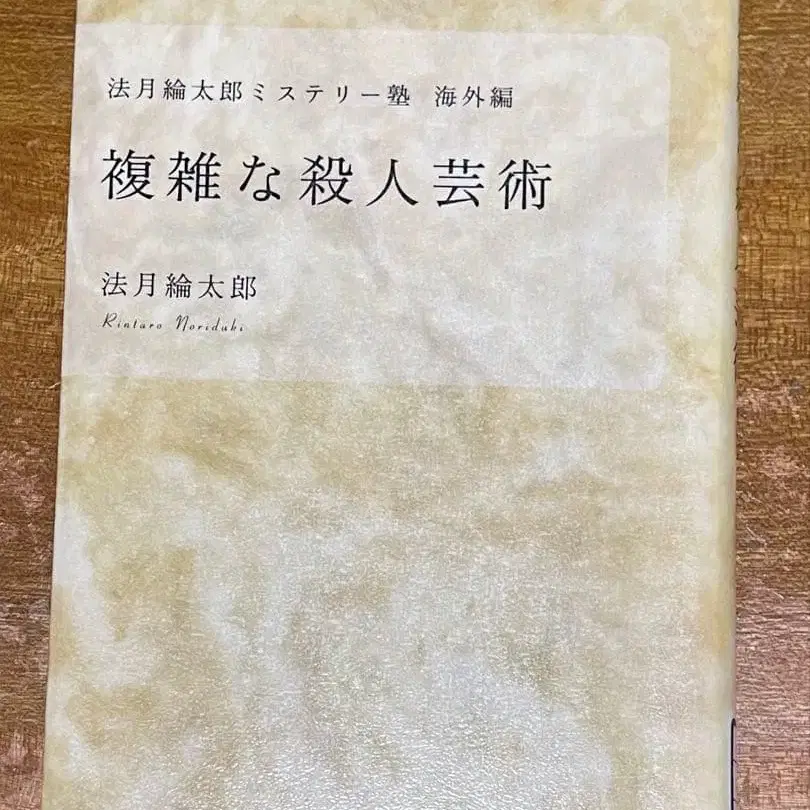 法月綸太郎ミステリー塾 海外編
複雑な殺人芸術
法月綸太郎
Rintaro Noriduki